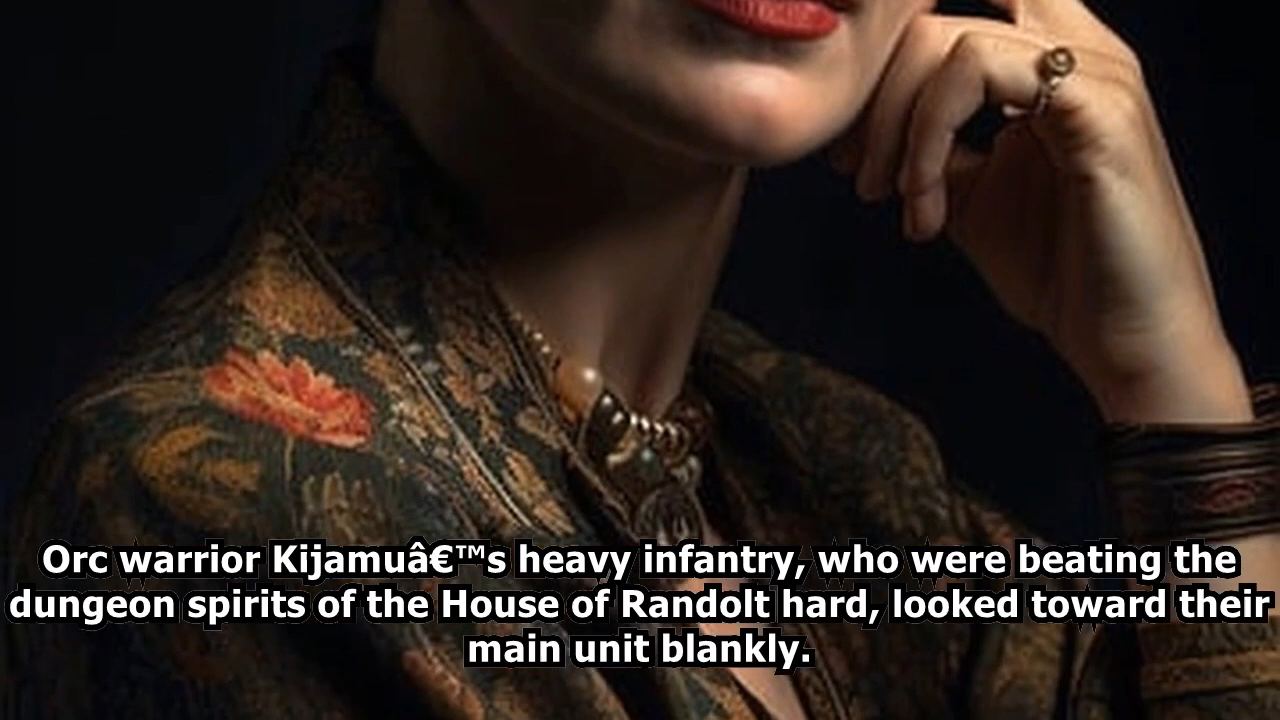 Orc warrior Kijamuâ€™s heavy infantry, who were beating the
dungeon spirits of the House of Randolt hard, looked toward their
main unit blankly.